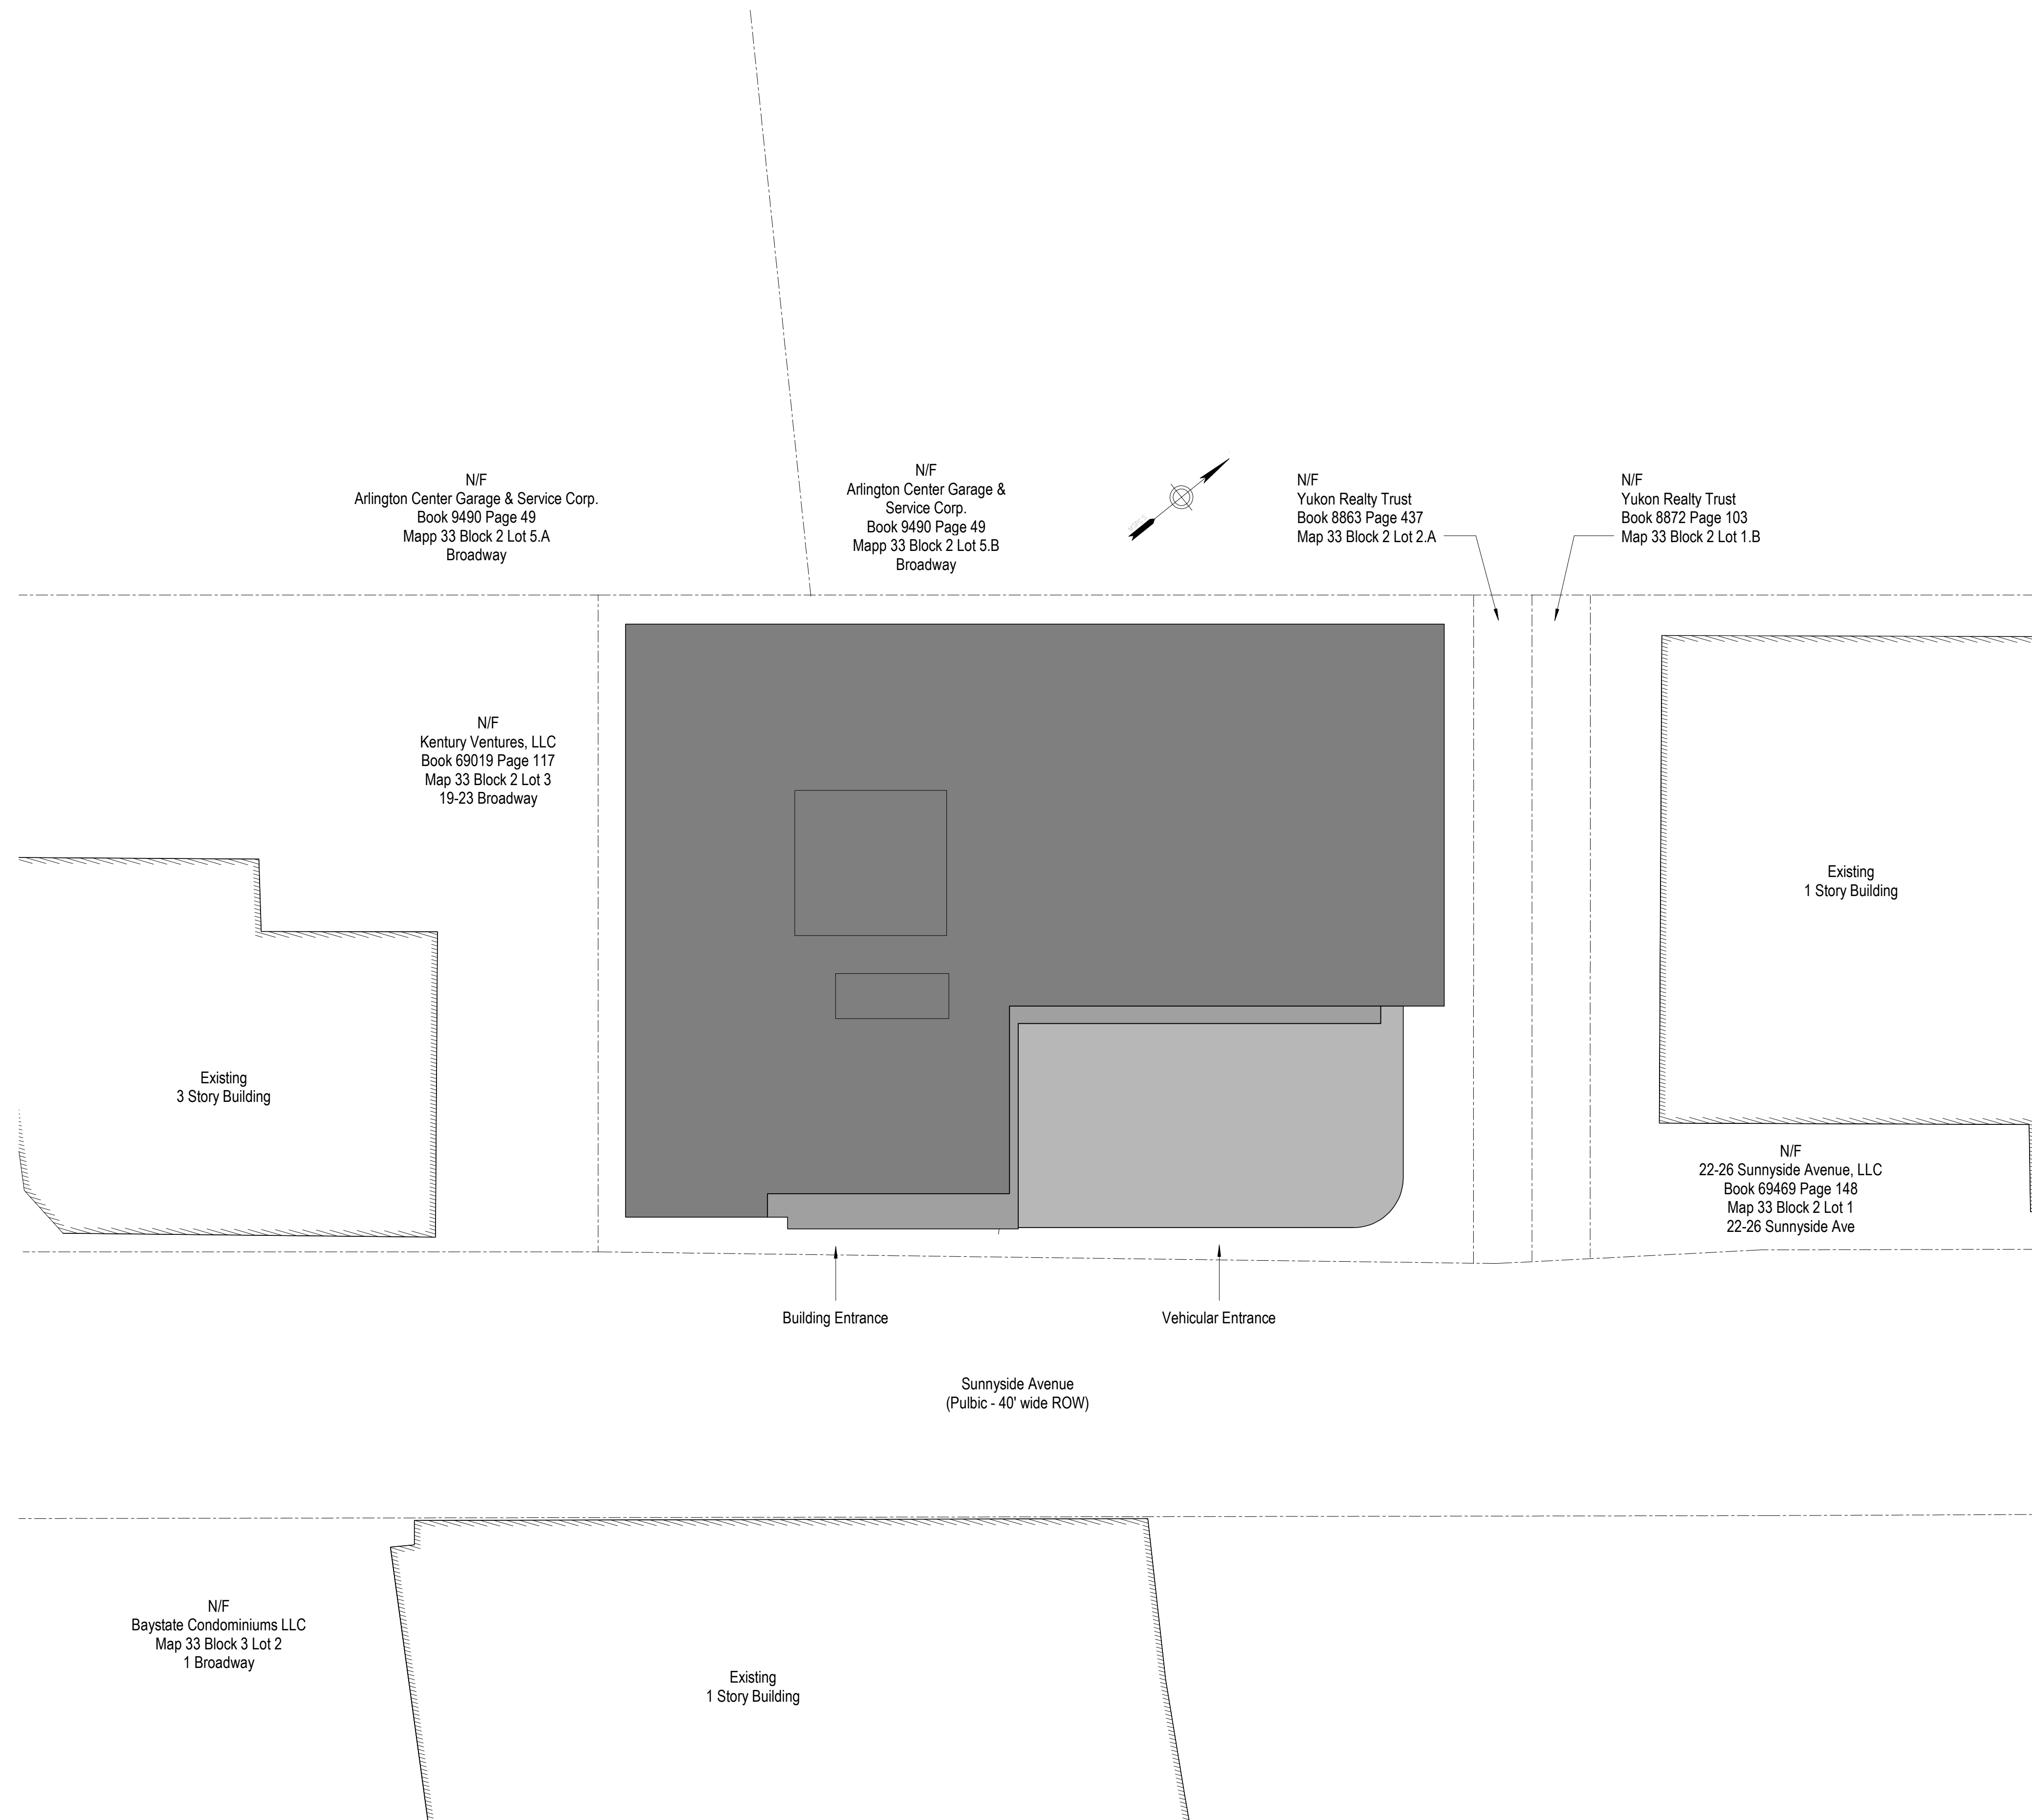 N/F
Arlington Center Garage & Service Corp.
Book 9490 Page 49
Mapp 33 Block 2 Lot 5.A
Broadway
N/F
Arlington Center Garage &
Service Corp.
Book 9490 Page 49
Mapp 33 Block 2 Lot 5.B
Broadway
N/F
Yukon Realty Trust
Book 8863 Page 437
Map 33 Block 2 Lot 2.A
N/F
Yukon Realty Trust
Book 8872 Page 103
Map 33 Block 2 Lot 1.B
N/F
Kentury Ventures, LLC
Book 69019 Page 117
Map 33 Block 2 Lot 3
19-23 Broadway
Existing
1 Story Building
Existing
3 Story Building
N/F
22-26 Sunnyside Avenue, LLC
Book 69469 Page 148
Map 33 Block 2 Lot 1
22-26 Sunnyside Ave
Building Entrance
Vehicular Entrance
Sunnyside Avenue
(Pulbic - 40' wide ROW)
N/F
Baystate Condominiums LLC
Map 33 Block 3 Lot 2
1 Broadway
Existing
1 Story Building